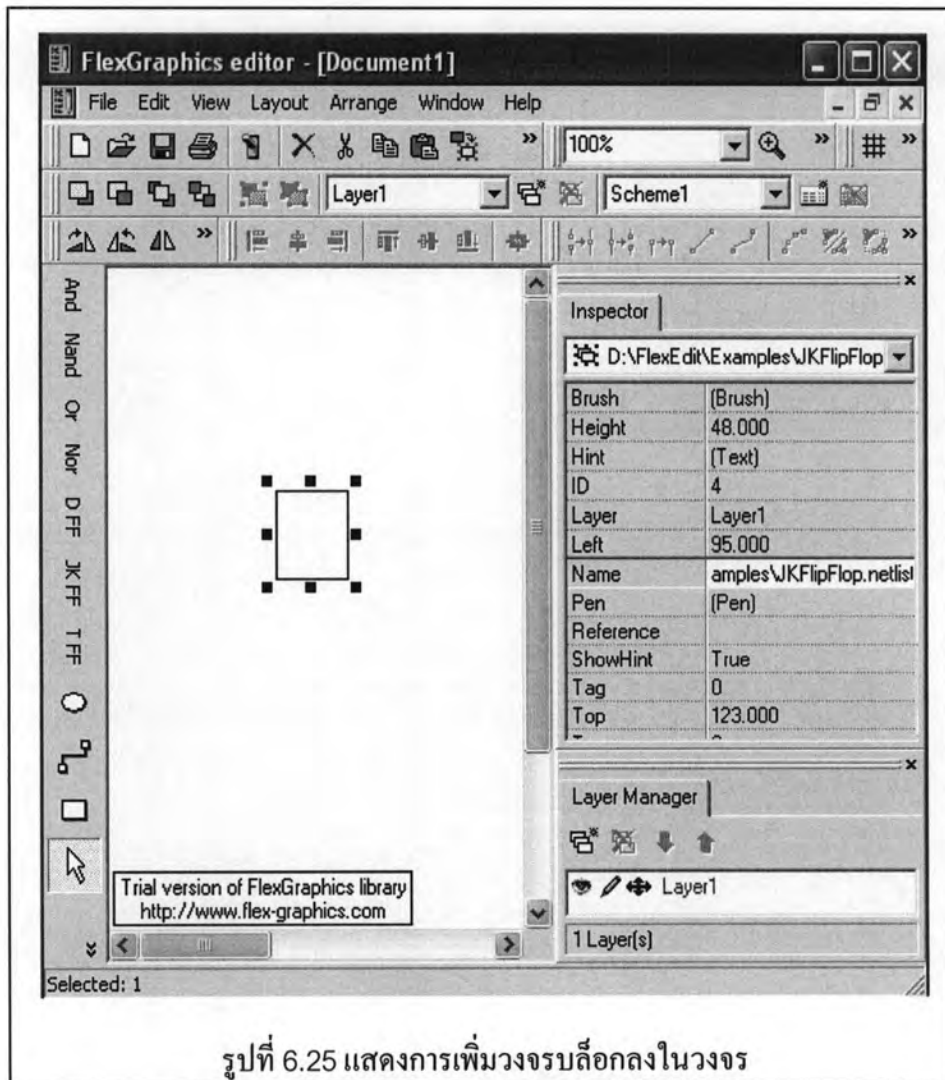 FlexGraphics editor - [Document1]
File Edit View Layout Arrange Window Help
100%
Layer1
Scheme1
And
Nand
Or
Nor
D FF
JK FF
T FF
Inspector
D:\FlexEdit\Examples\JKFlipFlop
Brush (Brush)
Height 48.000
Hint (Text)
ID 4
Layer Layer1
Left 95.000
Name amples\JKFlipFlop.netlist
Pen (Pen)
Reference
ShowHint True
Tag 0
Top 123.000
Layer Manager
Layer1
1 Layer(s)
Trial version of FlexGraphics library
http://www.flex-graphics.com
Selected: 1
รูปที่ 6.25 แสดงการเพิ่มวงจรบล็อกลงในวงจร